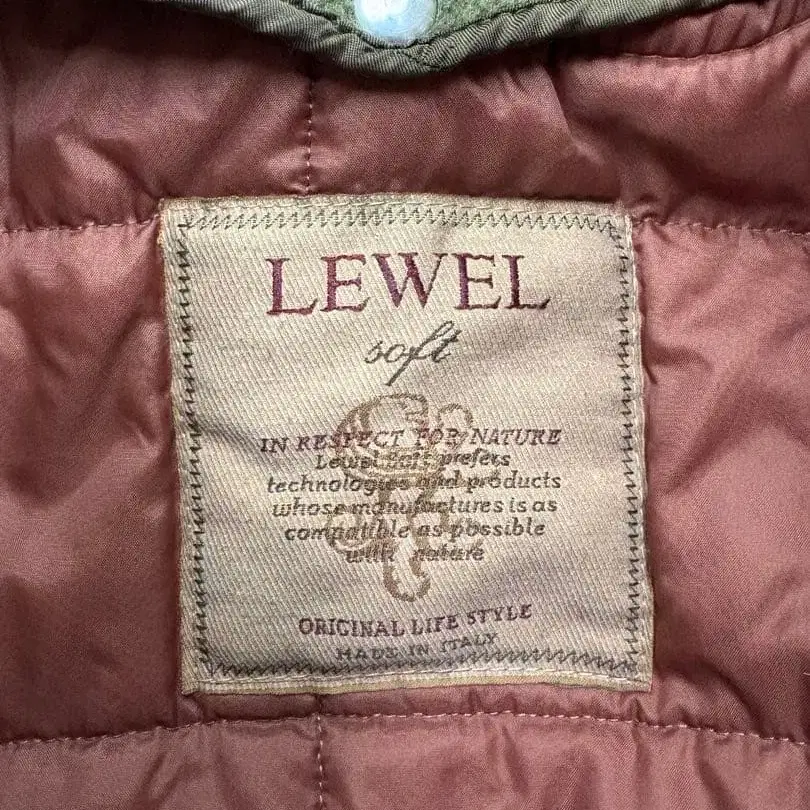 LEWEL
soft
IN RESPECT FOR NATURE
Lewel Soft prefers
technologies and products
whose manufactures is as
compatible as possible
with nature
ORIGINAL LIFE STYLE
MADE IN ITALY